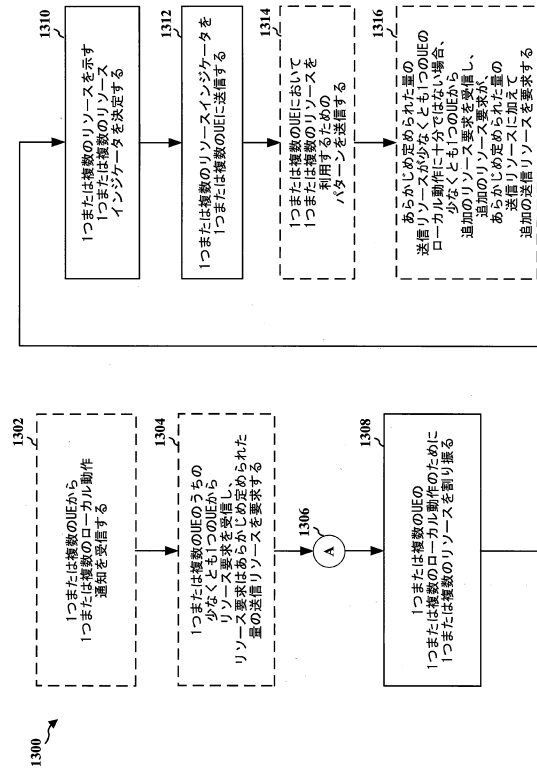 1300
1302
1つまたは複数のUEから
1つまたは複数のローカル動作
通知を受信する
1304
1つまたは複数のUEのうちの
少なくとも1つのUEから
リソース要求を受信し、
リソース要求はあらかじめ定められた
量の送信リソースを要求する
1306
A
1308
1つまたは複数のUEの
1つまたは複数のローカル動作のために
1つまたは複数のリソースを割り振る
1310
1つまたは複数のリソースを示す
1つまたは複数のリソース
インジケータを決定する
1312
1つまたは複数のリソースインジケータを
1つまたは複数のUEに送信する
1314
1つまたは複数のUEにおいて
1つまたは複数のリソースを
利用するための
パターンを送信する
1316
あらかじめ定められた量の
送信リソースが少なくとも1つのUEの
ローカル動作に十分ではない場合、
少なくとも1つのUEから
追加のリソース要求を受信し、
追加のリソース要求が、
あらかじめ定められた量の
送信リソースに加えて
追加の送信リソースを要求する